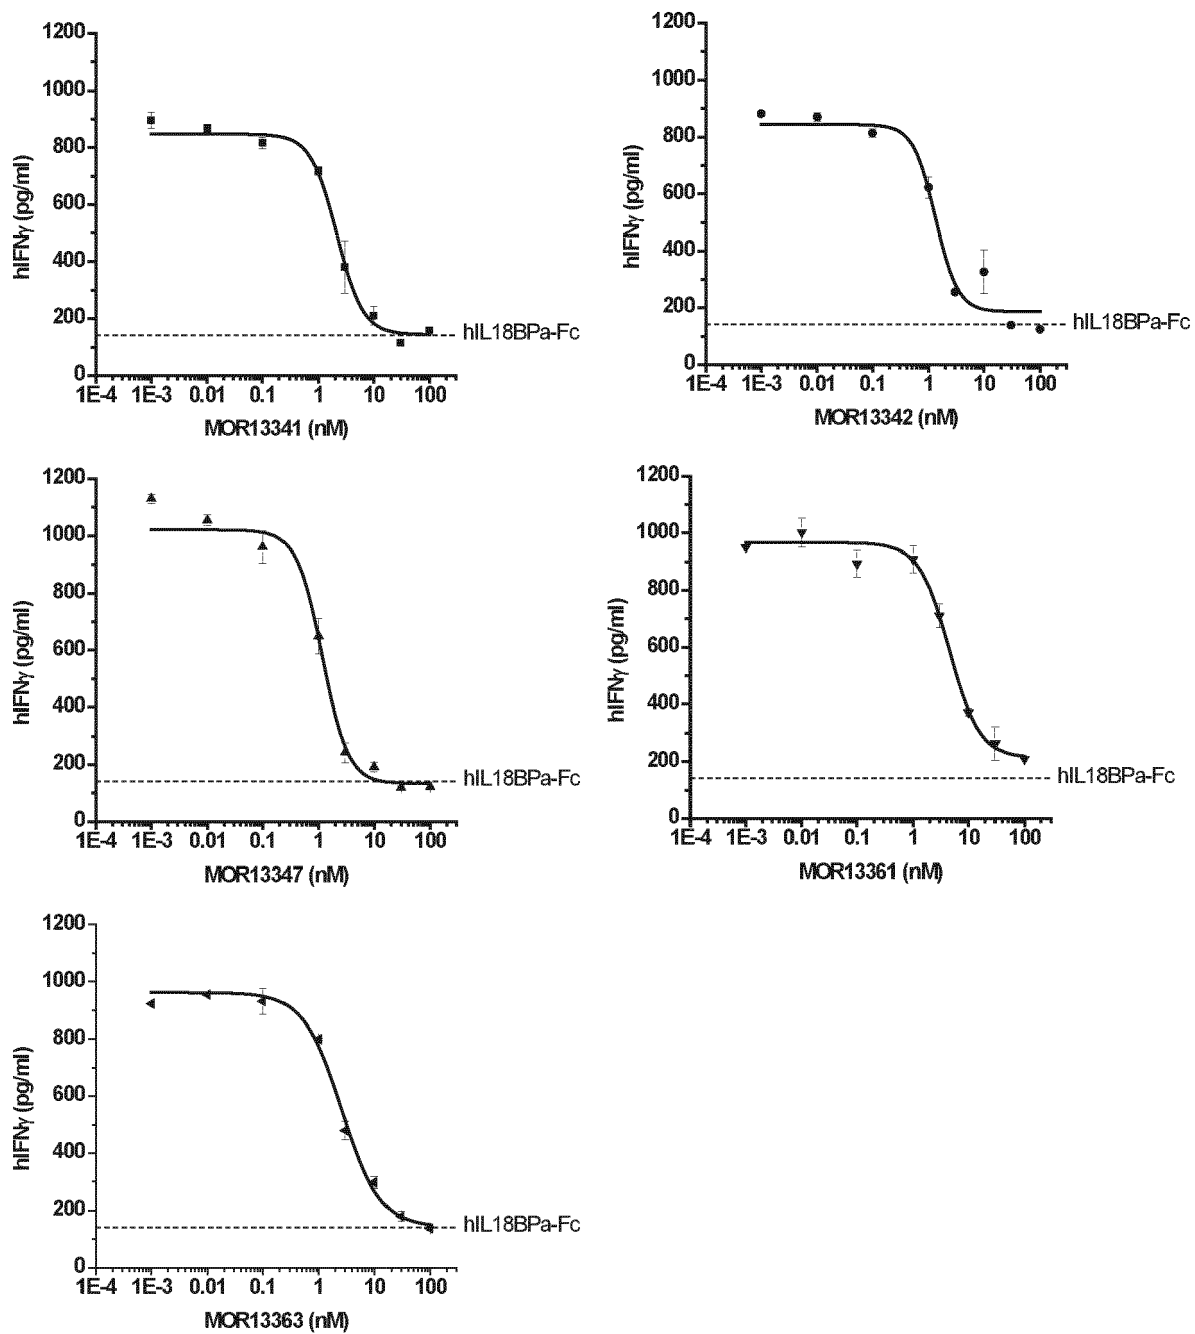 1200
1000
800
600
400
200
0
hIFNγ (pg/ml)
hIL18BPa-Fc
1E-4 1E-3 0.01 0.1 1 10 100
MOR13341 (nM)
1200
1000
800
600
400
200
0
hIFNγ (pg/ml)
hIL18BPa-Fc
1E-4 1E-3 0.01 0.1 1 10 100
MOR13342 (nM)
1200
1000
800
600
400
200
0
hIFNγ (pg/ml)
hIL18BPa-Fc
1E-4 1E-3 0.01 0.1 1 10 100
MOR13347 (nM)
1200
1000
800
600
400
200
0
hIFNγ (pg/ml)
hIL18BPa-Fc
1E-4 1E-3 0.01 0.1 1 10 100
MOR13361 (nM)
1200
1000
800
600
400
200
0
hIFNγ (pg/ml)
hIL18BPa-Fc
1E-4 1E-3 0.01 0.1 1 10 100
MOR13363 (nM)